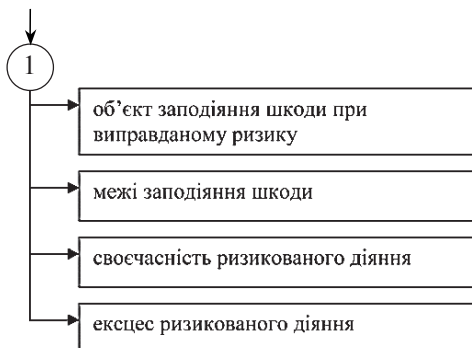 1
об’єкт заподіяння шкоди при
виправданому ризику
межі заподіяння шкоди
своєчасність ризикованого діяння
ексцес ризикованого діяння